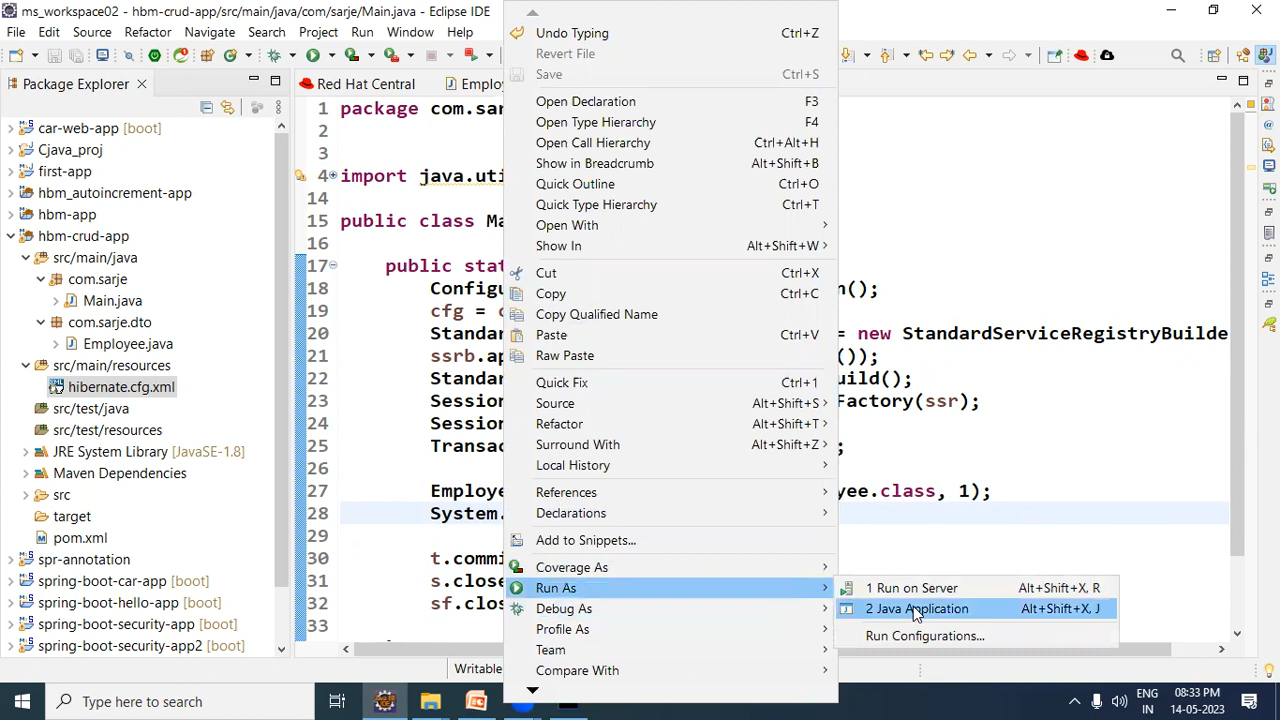 ms_workspace02 - hbm-crud-app/src/main/java/com/sarje/Main.java - Eclipse IDE
File Edit Source Refactor Navigate Search Project Run Window Help
Package Explorer
car-web-app [boot]
Cjava_proj
first-app
hbm_autoincrement-app
hbm-app
hbm-crud-app
src/main/java
com.sarje
Main.java
com.sarje.dto
Employee.java
src/main/resources
hibernate.cfg.xml
src/test/java
src/test/resources
JRE System Library [JavaSE-1.8]
Maven Dependencies
src
target
pom.xml
spr-annotation
spring-boot-car-app [boot]
spring-boot-hello-app [boot]
spring-boot-security-app [boot]
spring-boot-security-app2 [boot]
Red Hat Central Emplo
1 package com.sa
2
3
4 import java.uti
14
15 public class Ma
16
17 public stat
18 Configu n();
19 cfg = c
20 Standar = new StandardServiceRegistryBuilde
21 ssrb.ap ());
22 Standar uild();
23 Session Factory(ssr);
24 Session
25 Transac ;
26
27 Employe yee.class, 1);
28 System.
29
30 t.commi
31 s.close
32 sf.clos
33
Undo Typing Ctrl+Z
Revert File
Save Ctrl+S
Open Declaration F3
Open Type Hierarchy F4
Open Call Hierarchy Ctrl+Alt+H
Show in Breadcrumb Alt+Shift+B
Quick Outline Ctrl+O
Quick Type Hierarchy Ctrl+T
Open With
Show In Alt+Shift+W
Cut Ctrl+X
Copy Ctrl+C
Copy Qualified Name
Paste Ctrl+V
Raw Paste
Quick Fix Ctrl+1
Source Alt+Shift+S
Refactor Alt+Shift+T
Surround With Alt+Shift+Z
Local History
References
Declarations
Add to Snippets...
Coverage As
Run As
Debug As
Profile As
Team
Compare With
1 Run on Server Alt+Shift+X, R
2 Java Application Alt+Shift+X, J
Run Configurations...
Writable
Type here to search
ENG
IN
08:33 PM
14-05-2023